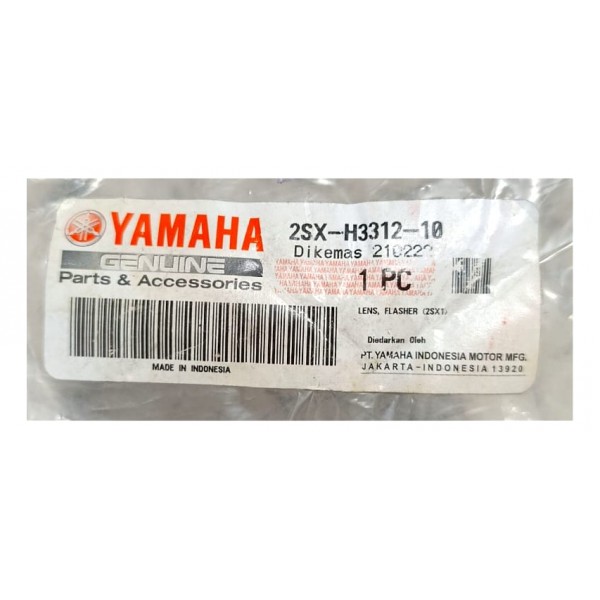 YAMAHA
GENUINE
Parts & Accessories
MADE IN INDONESIA
2SX-H3312-10
Dikemas 210222
1 PC
LENS, FLASHER (2SX1)
Diedarkan Oleh
PT. YAMAHA INDONESIA MOTOR MFG.
JAKARTA-INDONESIA 13920